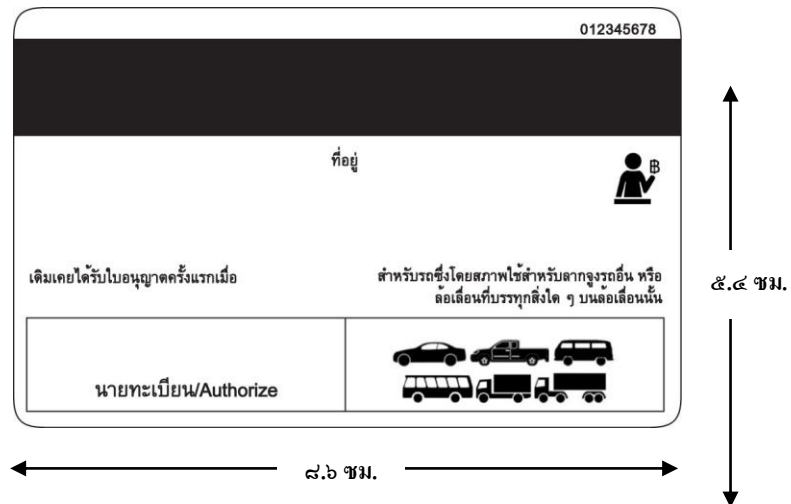 012345678
ที่อยู่
฿
เดิมเคยได้รับใบอนุญาตครั้งแรกเมื่อ
สำหรับรถซึ่งโดยสภาพใช้สำหรับลากจูงรถอื่น หรือ
ล้อเลื่อนที่บรรทุกสิ่งใด ๆ บนล้อเลื่อนนั้น
๕.๔ ซม.
นายทะเบียน/Authorize
๘.๖ ซม.